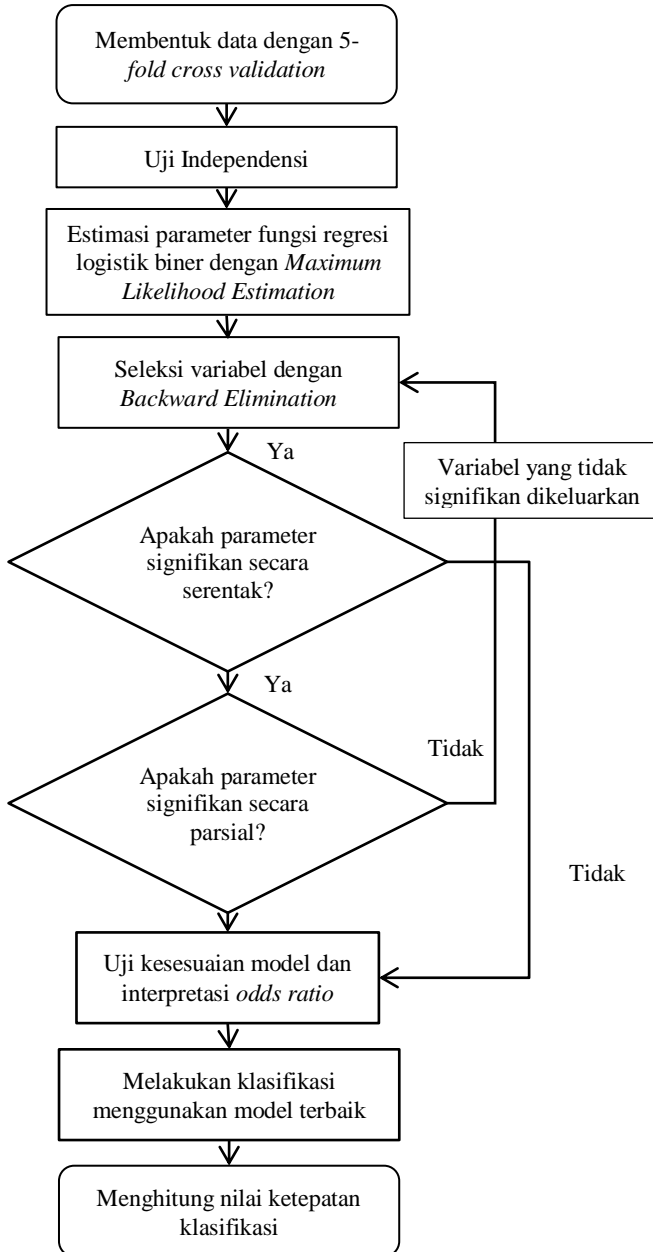 Membentuk data dengan 5-
fold cross validation
Uji Independensi
Estimasi parameter fungsi regresi
logistik biner dengan Maximum
Likelihood Estimation
Seleksi variabel dengan
Backward Elimination
Ya
Variabel yang tidak
signifikan dikeluarkan
Apakah parameter
signifikan secara
serentak?
Ya
Tidak
Apakah parameter
signifikan secara
parsial?
Tidak
Uji kesesuaian model dan
interpretasi odds ratio
Melakukan klasifikasi
menggunakan model terbaik
Menghitung nilai ketepatan
klasifikasi